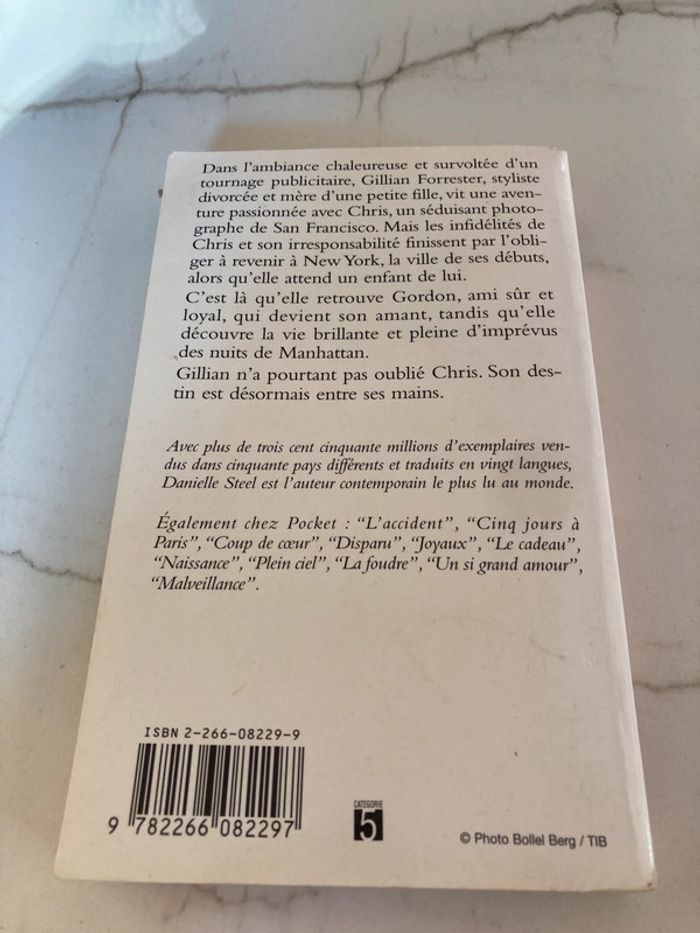 Dans l'ambiance chaleureuse et survoltée d'un
tournage publicitaire, Gillian Forrester, styliste
divorcée et mère d'une petite fille, vit une aven-
ture passionnée avec Chris, un séduisant photo-
graphe de San Francisco. Mais les infidélités de
Chris et son irresponsabilité finissent par l'obli-
ger à revenir à New York, la ville de ses débuts,
alors qu'elle attend un enfant de lui.
C'est là qu'elle retrouve Gordon, ami sûr et
loyal, qui devient son amant, tandis qu'elle
découvre la vie brillante et pleine d'imprévus
des nuits de Manhattan.
Gillian n'a pourtant pas oublié Chris. Son des-
tin est désormais entre ses mains.
Avec plus de trois cent cinquante millions d'exemplaires ven-
dus dans cinquante pays différents et traduits en vingt langues,
Danielle Steel est l'auteur contemporain le plus lu au monde.
Également chez Pocket : "L'accident", "Cinq jours à
Paris", "Coup de cœur", "Disparu", "Joyaux", "Le cadeau",
"Naissance", "Plein ciel", "La foudre", "Un si grand amour",
"Malveillance".
ISBN 2-266-08229-9
9 782266 082297
CATÉGORIE
5
© Photo Bollel Berg / TIB